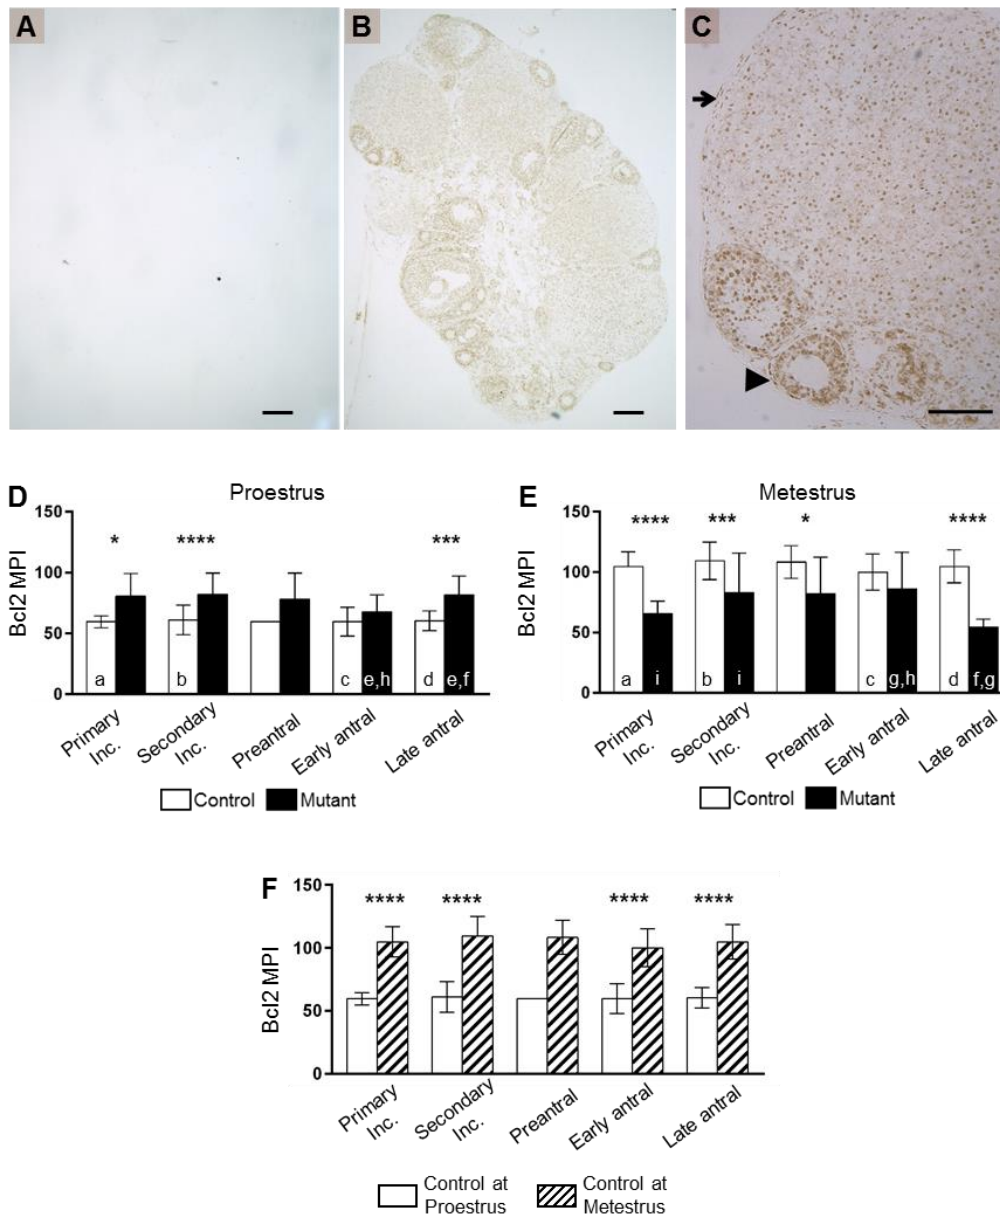 A
B
C
D
Proestrus
Bcl2 MPI
150
100
50
0
* **** ***
a b c e,h d e,f
Primary Inc.
Secondary Inc.
Preantral
Early antral
Late antral
Control Mutant
E
Metestrus
Bcl2 MPI
150
100
50
0
**** *** * ****
a i b i c g,h d f,g
Primary Inc.
Secondary Inc.
Preantral
Early antral
Late antral
Control Mutant
F
Bcl2 MPI
150
100
50
0
**** **** **** ****
Primary Inc.
Secondary Inc.
Preantral
Early antral
Late antral
Control at Proestrus
Control at Metestrus